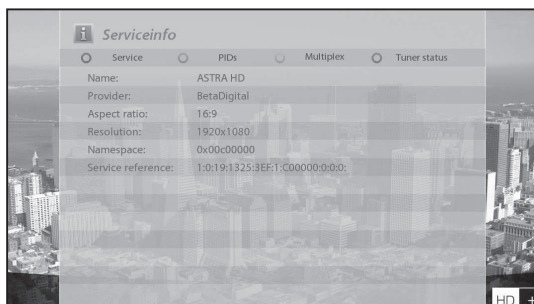 i Serviceinfo
Service PIDs Multiplex Tuner status
Name: ASTRA HD
Provider: BetaDigital
Aspect ratio: 16:9
Resolution: 1920x1080
Namespace: 0x00c00000
Service reference: 1:0:19:1325:3EF:1:C00000:0:0:0:
HD +